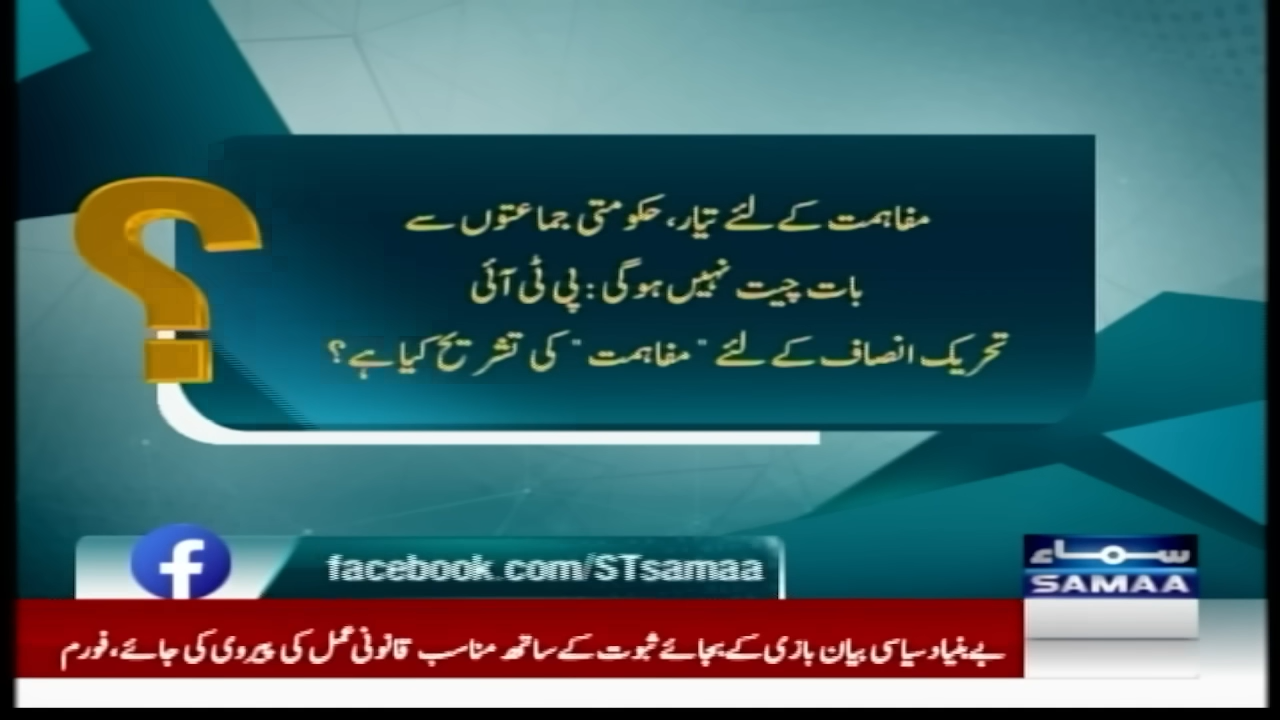 مفاہمت کے لئے تیار، حکومتی جماعتوں سے
بات چیت نہیں ہوگی : پی ٹی آئی
تحریک انصاف کے لئے "مفاہمت" کی تشریح کیا ہے؟
؟
facebook.com/STsamaa
سماء
SAMAA
بے بنیاد سیاسی بیان بازی کے بجائے ثبوت کے ساتھ مناسب قانونی عمل کی پیروی کی جائے، فورم